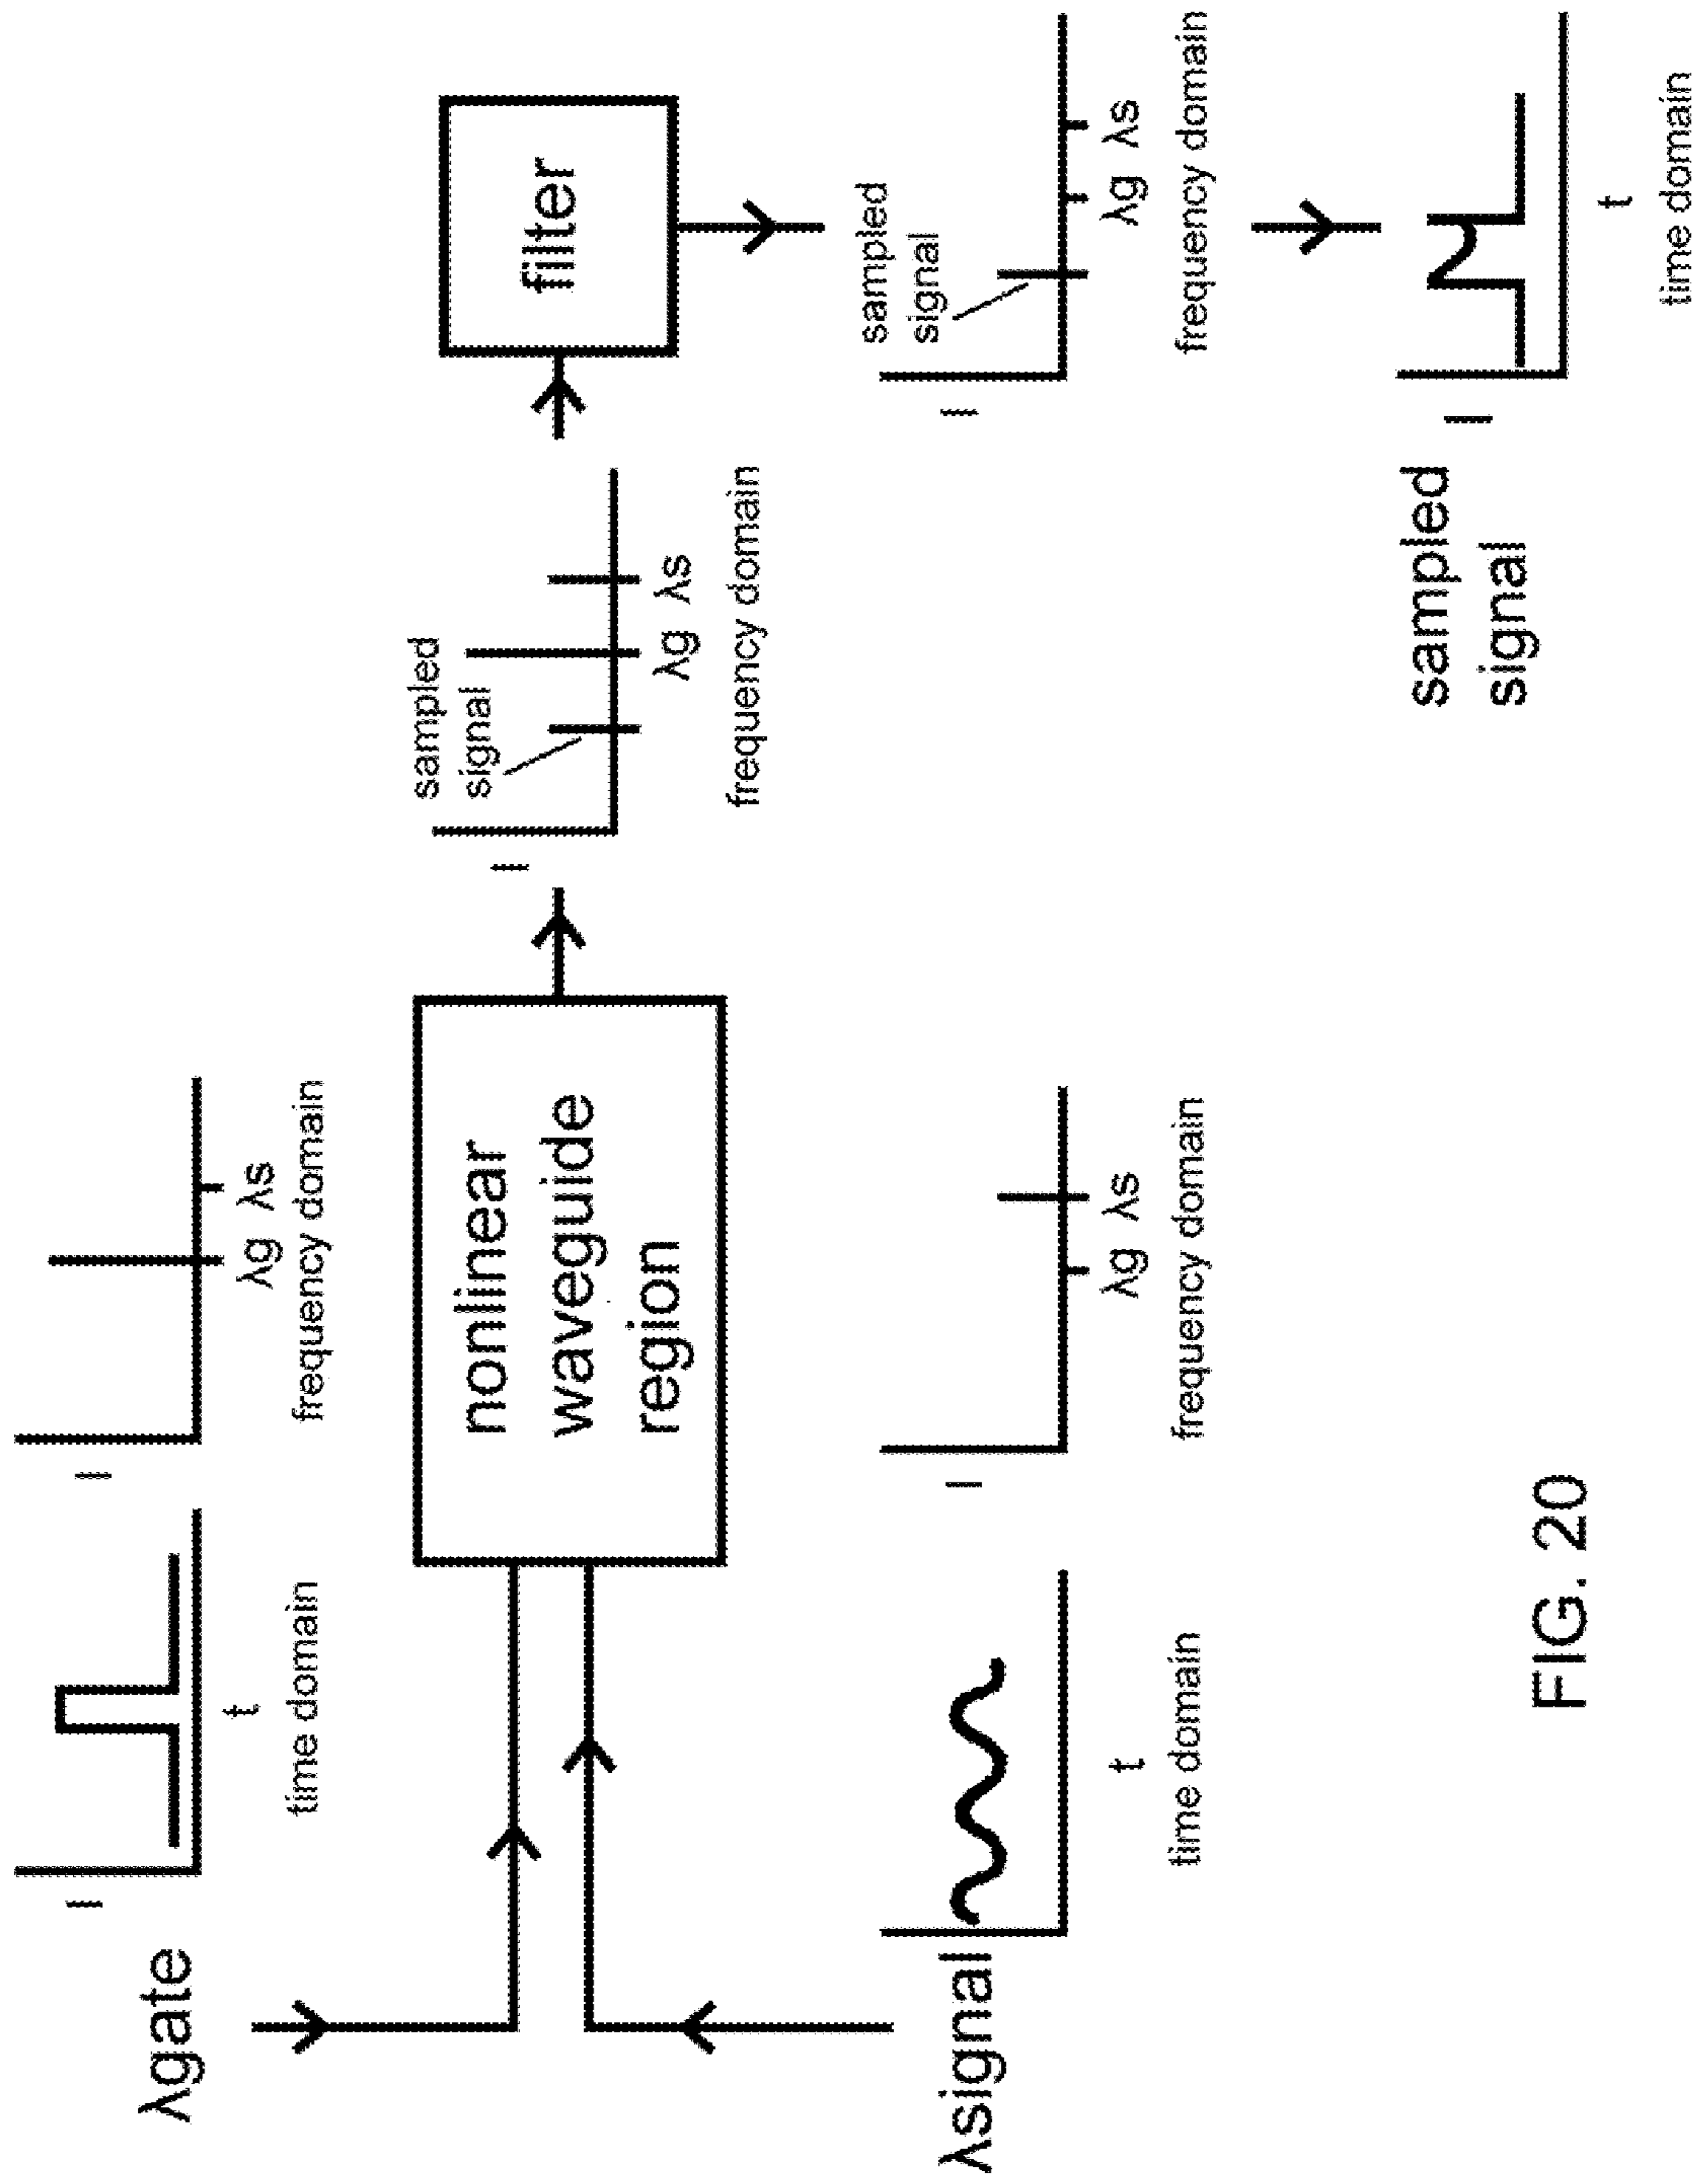 λgate
I
t
time domain
I
λg λs
frequency domain
nonlinear
waveguide
region
I
sampled
signal
λg λs
frequency domain
filter
λsignal
t
time domain
I
λg λs
frequency domain
I
sampled
signal
λg λs
frequency domain
sampled
signal
I
t
time domain
FIG. 20